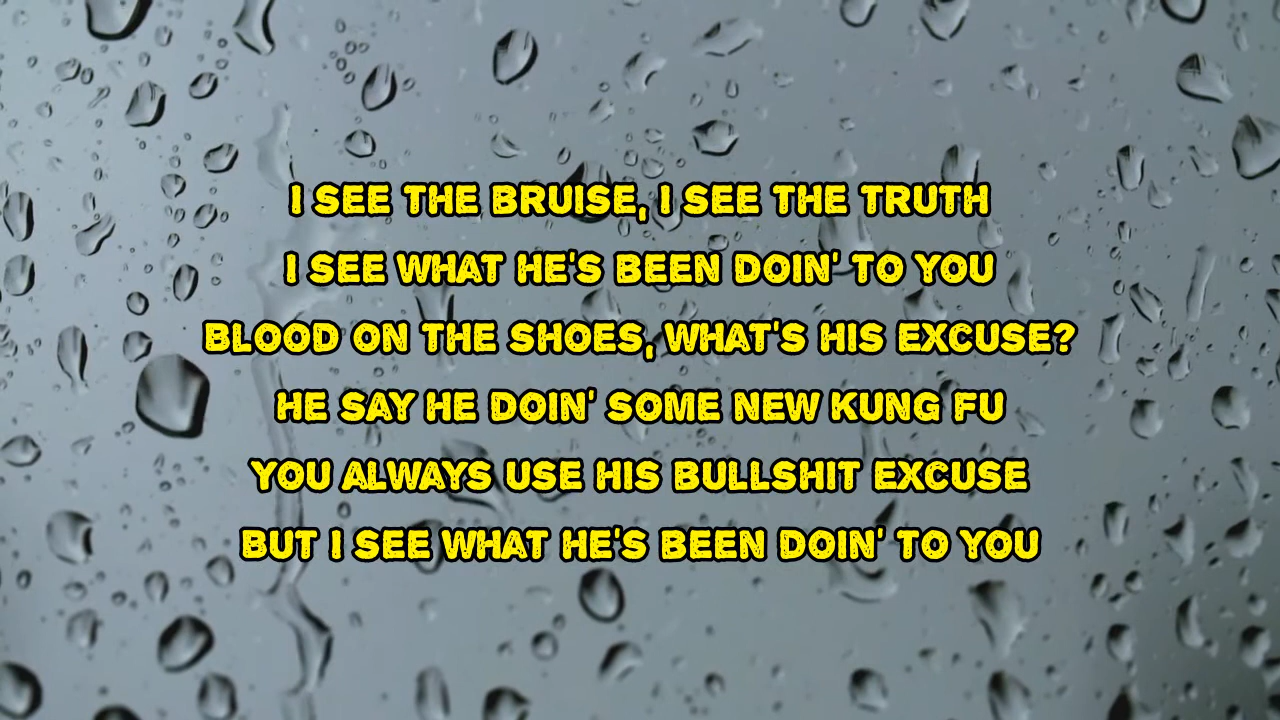 I SEE THE BRUISE, I SEE THE TRUTH
I SEE WHAT HE'S BEEN DOIN' TO YOU
BLOOD ON THE SHOES, WHAT'S HIS EXCUSE?
HE SAY HE DOIN' SOME NEW KUNG FU
YOU ALWAYS USE HIS BULLSHIT EXCUSE
BUT I SEE WHAT HE'S BEEN DOIN' TO YOU